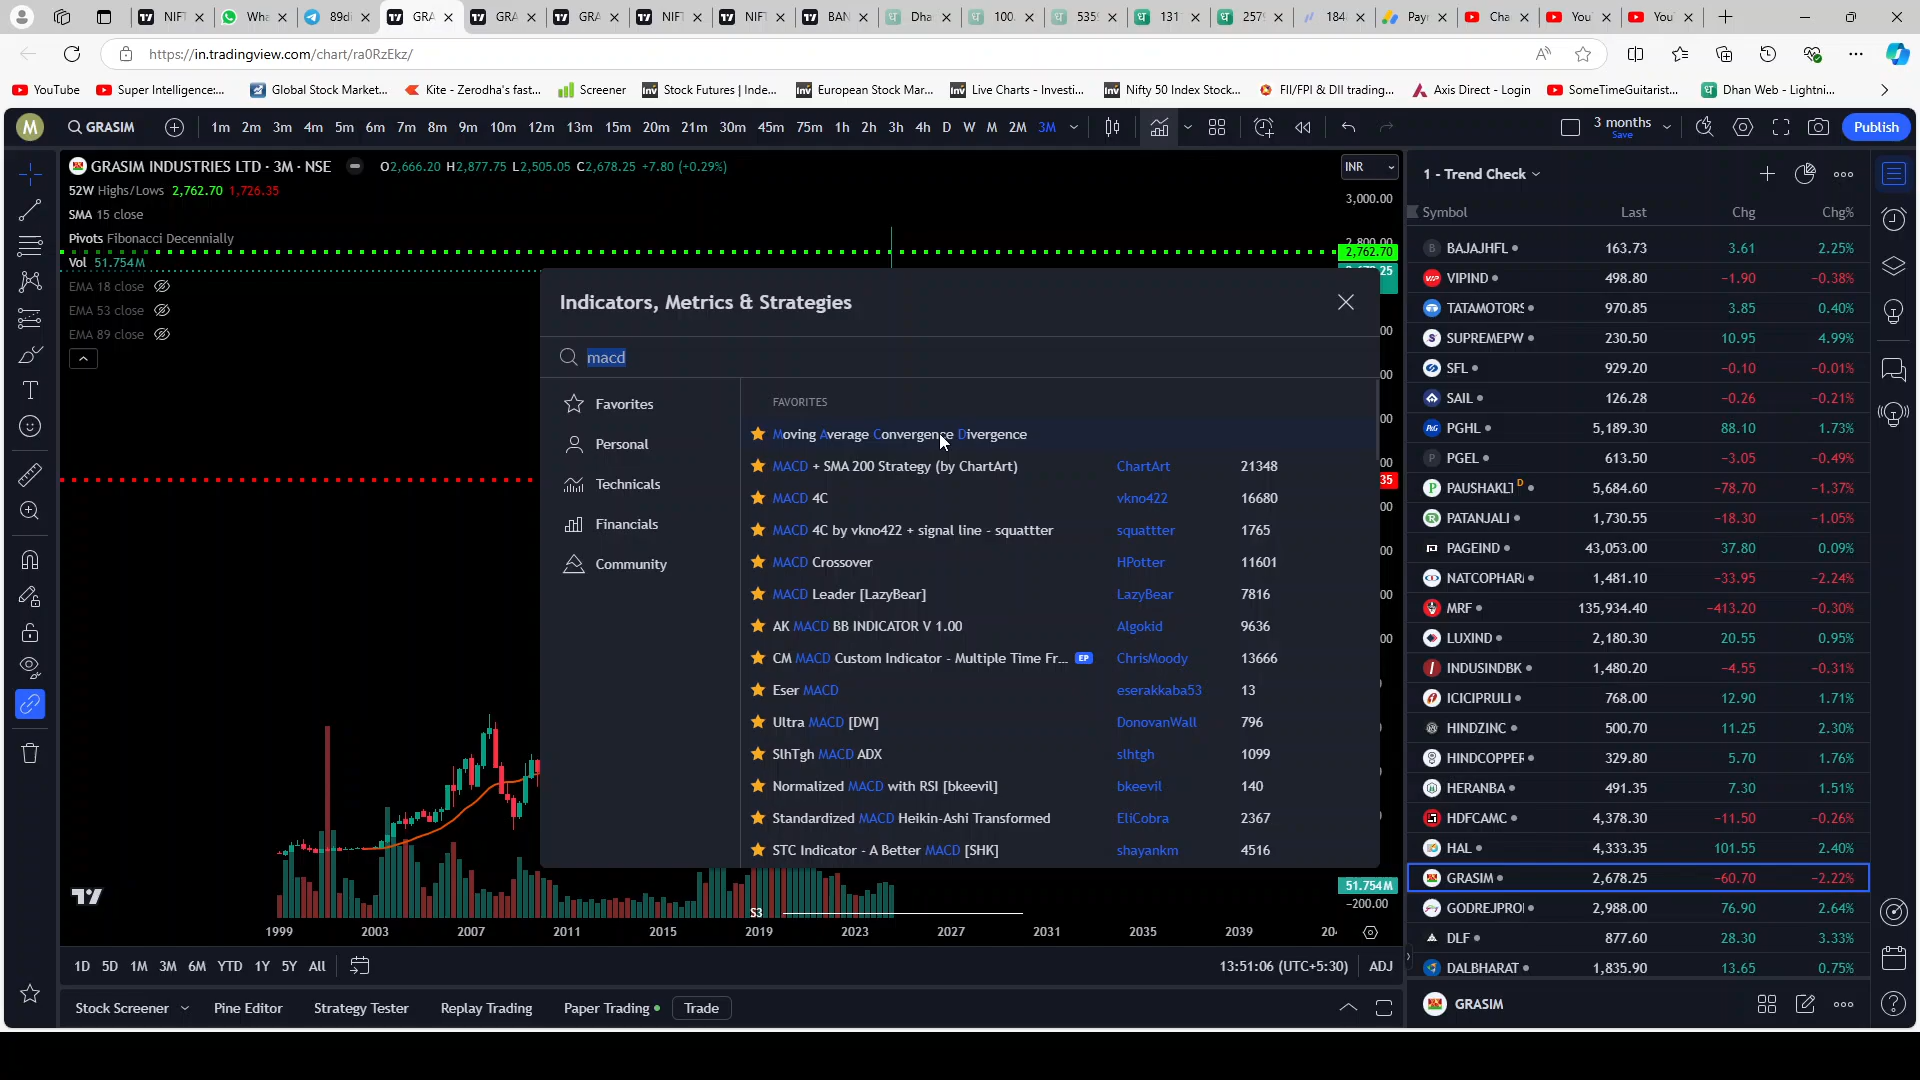 NIFT
Wha
89di
GRA
GRA
GRA
NIFT
NIFT
BAN
Dha
100.
535
131
257
184
Payr
Cha
You
You
https://in.tradingview.com/chart/ra0RzEkz/
YouTube
Super Intelligence:...
Global Stock Market...
Kite - Zerodha's fast...
Screener
Stock Futures | Inde...
European Stock Mar...
Live Charts - Investi...
Nifty 50 Index Stock...
FII/FPI & DII trading...
Axis Direct - Login
SomeTimeGuitarist...
Dhan Web - Lightni...
M
GRASIM
1m 2m 3m 4m 5m 6m 7m 8m 9m 10m 12m 13m 15m 20m 21m 30m 45m 75m 1h 2h 3h 4h D W M 2M 3M
3 months
Save
Publish
GRASIM INDUSTRIES LTD · 3M · NSE
O2,666.20 H2,877.75 L2,505.05 C2,678.25 +7.80 (+0.29%)
INR
52W Highs/Lows 2,762.70 1,726.35
SMA 15 close
Pivots Fibonacci Decennially
Vol 51.754M
EMA 18 close
EMA 53 close
EMA 89 close
3,000.00
2,762.70
51.754M
−200.00
S3
1999 2003 2007 2011 2015 2019 2023 2027 2031 2035 2039
Indicators, Metrics & Strategies
macd
Favorites
Personal
Technicals
Financials
Community
FAVORITES
Moving Average Convergence Divergence
MACD + SMA 200 Strategy (by ChartArt) ChartArt 21348
MACD 4C vkno422 16680
MACD 4C by vkno422 + signal line - squattter squattter 1765
MACD Crossover HPotter 11601
MACD Leader [LazyBear] LazyBear 7816
AK MACD BB INDICATOR V 1.00 Algokid 9636
CM MACD Custom Indicator - Multiple Time Fr... EP ChrisMoody 13666
Eser MACD eserakkaba53 13
Ultra MACD [DW] DonovanWall 796
SlhTgh MACD ADX slhtgh 1099
Normalized MACD with RSI [bkeevil] bkeevil 140
Standardized MACD Heikin-Ashi Transformed EliCobra 2367
STC Indicator - A Better MACD [SHK] shayankm 4516
1 - Trend Check
Symbol Last Chg Chg%
BAJAJHFL 163.73 3.61 2.25%
VIPIND 498.80 −1.90 −0.38%
TATAMOTORS 970.85 3.85 0.40%
SUPREMEPW 230.50 10.95 4.99%
SFL 929.20 −0.10 −0.01%
SAIL 126.28 −0.26 −0.21%
PGHL 5,189.30 88.10 1.73%
PGEL 613.50 −3.05 −0.49%
PAUSHAKL D 5,684.60 −78.70 −1.37%
PATANJALI 1,730.55 −18.30 −1.05%
PAGEIND 43,053.00 37.80 0.09%
NATCOPHAR 1,481.10 −33.95 −2.24%
MRF 135,934.40 −413.20 −0.30%
LUXIND 2,180.30 20.55 0.95%
INDUSINDBK 1,480.20 −4.55 −0.31%
ICICIPRULI 768.00 12.90 1.71%
HINDZINC 500.70 11.25 2.30%
HINDCOPPER 329.80 5.70 1.76%
HERANBA 491.35 7.30 1.51%
HDFCAMC 4,378.30 −11.50 −0.26%
HAL 4,333.35 101.55 2.40%
GRASIM 2,678.25 −60.70 −2.22%
GODREJPRO 2,988.00 76.90 2.64%
DLF 877.60 28.30 3.33%
DALBHARAT 1,835.90 13.65 0.75%
GRASIM
1D 5D 1M 3M 6M YTD 1Y 5Y All
13:51:06 (UTC+5:30) ADJ
Stock Screener
Pine Editor
Strategy Tester
Replay Trading
Paper Trading
Trade